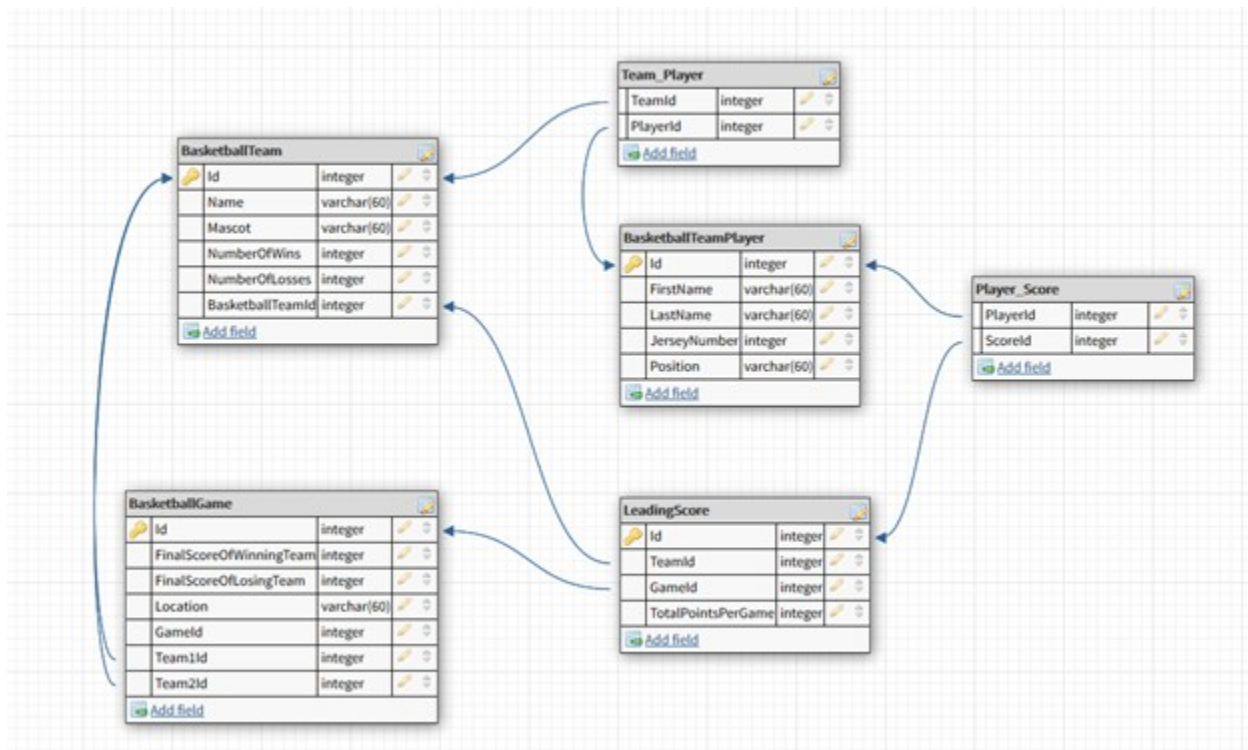 Team_Player
TeamId integer
PlayerId integer
Add field
BasketballTeam
Id integer
Name varchar(60)
Mascot varchar(60)
NumberOfWins integer
NumberOfLosses integer
BasketballTeamId integer
Add field
BasketballTeamPlayer
Id integer
FirstName varchar(60)
LastName varchar(60)
JerseyNumber integer
Position varchar(60)
Add field
Player_Score
PlayerId integer
ScoreId integer
Add field
BasketballGame
Id integer
FinalScoreOfWinningTeam integer
FinalScoreOfLosingTeam integer
Location varchar(60)
GameId integer
Team1Id integer
Team2Id integer
Add field
LeadingScore
Id integer
TeamId integer
GameId integer
TotalPointsPerGame integer
Add field